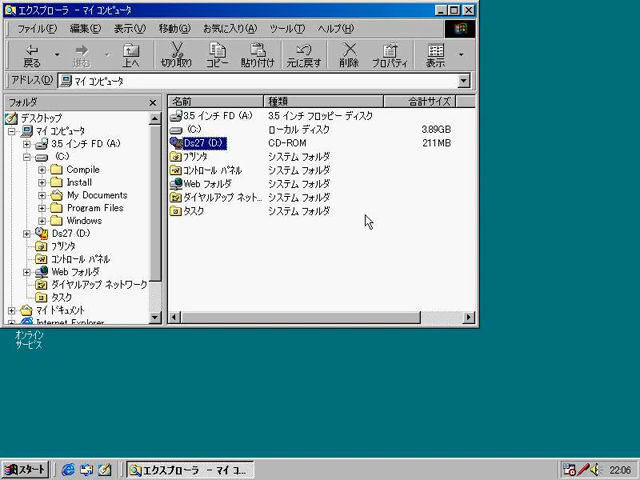 エクスプローラ － マイ コンピュータ
ファイル(F) 編集(E) 表示(V) 移動(G) お気に入り(A) ツール(T) ヘルプ(H)
戻る 進む 上へ 切り取り コピー 貼り付け 元に戻す 削除 プロパティ 表示
アドレス(D) マイ コンピュータ
フォルダ
デスクトップ
マイ コンピュータ
3.5 インチ FD (A:)
(C:)
Compile
Install
My Documents
Program Files
Windows
Ds27 (D:)
プリンタ
コントロール パネル
Web フォルダ
ダイヤルアップ ネットワーク
タスク
マイ ドキュメント
Internet Explorer
名前 種類 合計サイズ
3.5 インチ FD (A:) 3.5 インチ フロッピー ディスク
(C:) ローカル ディスク 3.89GB
Ds27 (D:) CD-ROM 211MB
プリンタ システム フォルダ
コントロール パネル システム フォルダ
Web フォルダ システム フォルダ
ダイヤルアップ ネット... システム フォルダ
タスク システム フォルダ
オンライン
サービス
スタート エクスプローラ － マイ コ... 22:06